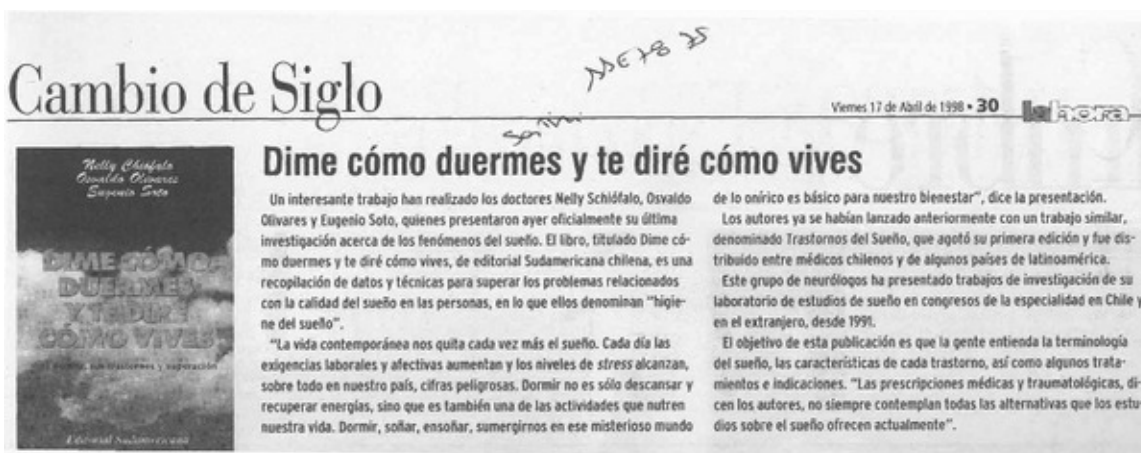 Cambio de Siglo
Viernes 17 de Abril de 1998 • 30
la hora
Nelly Chiofalo
Osvaldo Olivares
Eugenio Soto
DIME CÓMO
DUERMES
Y TE DIRÉ
CÓMO VIVES
trastornos y superación
Editorial Sudamericana
Dime cómo duermes y te diré cómo vives
Un interesante trabajo han realizado los doctores Nelly Schiófalo, Osvaldo
Olivares y Eugenio Soto, quienes presentaron ayer oficialmente su última
investigación acerca de los fenómenos del sueño. El libro, titulado Dime có-
mo duermes y te diré cómo vives, de editorial Sudamericana chilena, es una
recopilación de datos y técnicas para superar los problemas relacionados
con la calidad del sueño en las personas, en lo que ellos denominan "higie-
ne del sueño".
"La vida contemporánea nos quita cada vez más el sueño. Cada día las
exigencias laborales y afectivas aumentan y los niveles de stress alcanzan,
sobre todo en nuestro país, cifras peligrosas. Dormir no es sólo descansar y
recuperar energías, sino que es también una de las actividades que nutren
nuestra vida. Dormir, soñar, ensoñar, sumergirnos en ese misterioso mundo
de lo onírico es básico para nuestro bienestar", dice la presentación.
Los autores ya se habían lanzado anteriormente con un trabajo similar,
denominado Trastornos del Sueño, que agotó su primera edición y fue dis-
tribuido entre médicos chilenos y de algunos países de latinoamérica.
Este grupo de neurólogos ha presentado trabajos de investigación de su
laboratorio de estudios de sueño en congresos de la especialidad en Chile y
en el extranjero, desde 1991.
El objetivo de esta publicación es que la gente entienda la terminología
del sueño, las características de cada trastorno, así como algunos trata-
mientos e indicaciones. "Las prescripciones médicas y traumatológicas, di-
cen los autores, no siempre contemplan todas las alternativas que los estu-
dios sobre el sueño ofrecen actualmente".